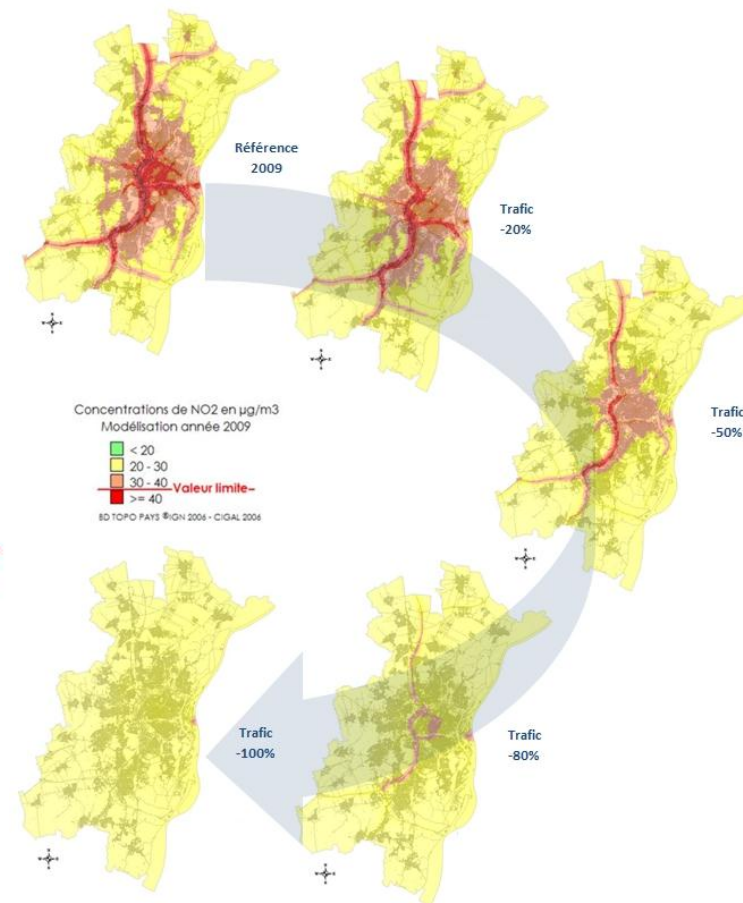 Référence
2009
Trafic
-20%
Trafic
-50%
Concentrations de NO2 en µg/m3
Modélisation année 2009
< 20
20 - 30
30 - 40
Valeur limite
>= 40
BD TOPO PAYS ©IGN 2006 - CIGAL 2006
Trafic
-80%
Trafic
-100%